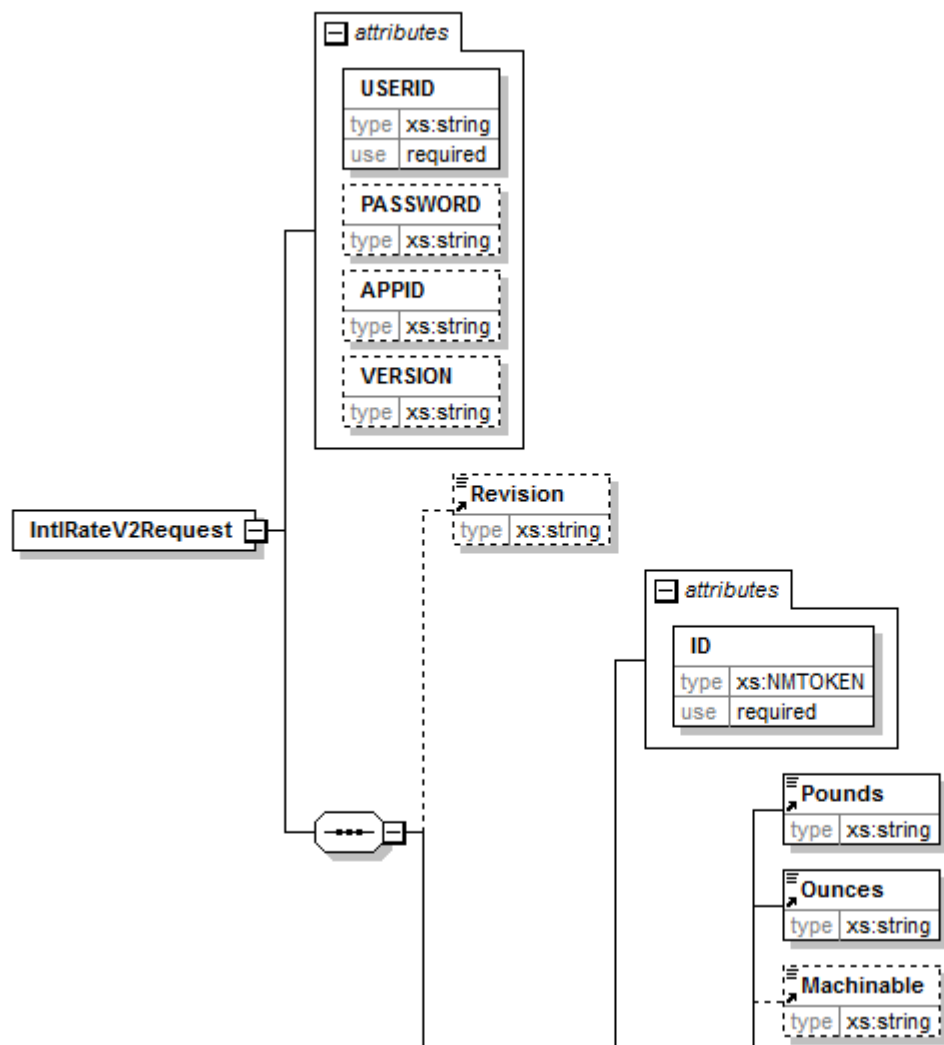 attributes
USERID
type xs:string
use required
PASSWORD
type xs:string
APPID
type xs:string
VERSION
type xs:string
Revision
type xs:string
IntlRateV2Request
attributes
ID
type xs:NMTOKEN
use required
Pounds
type xs:string
Ounces
type xs:string
Machinable
type xs:string